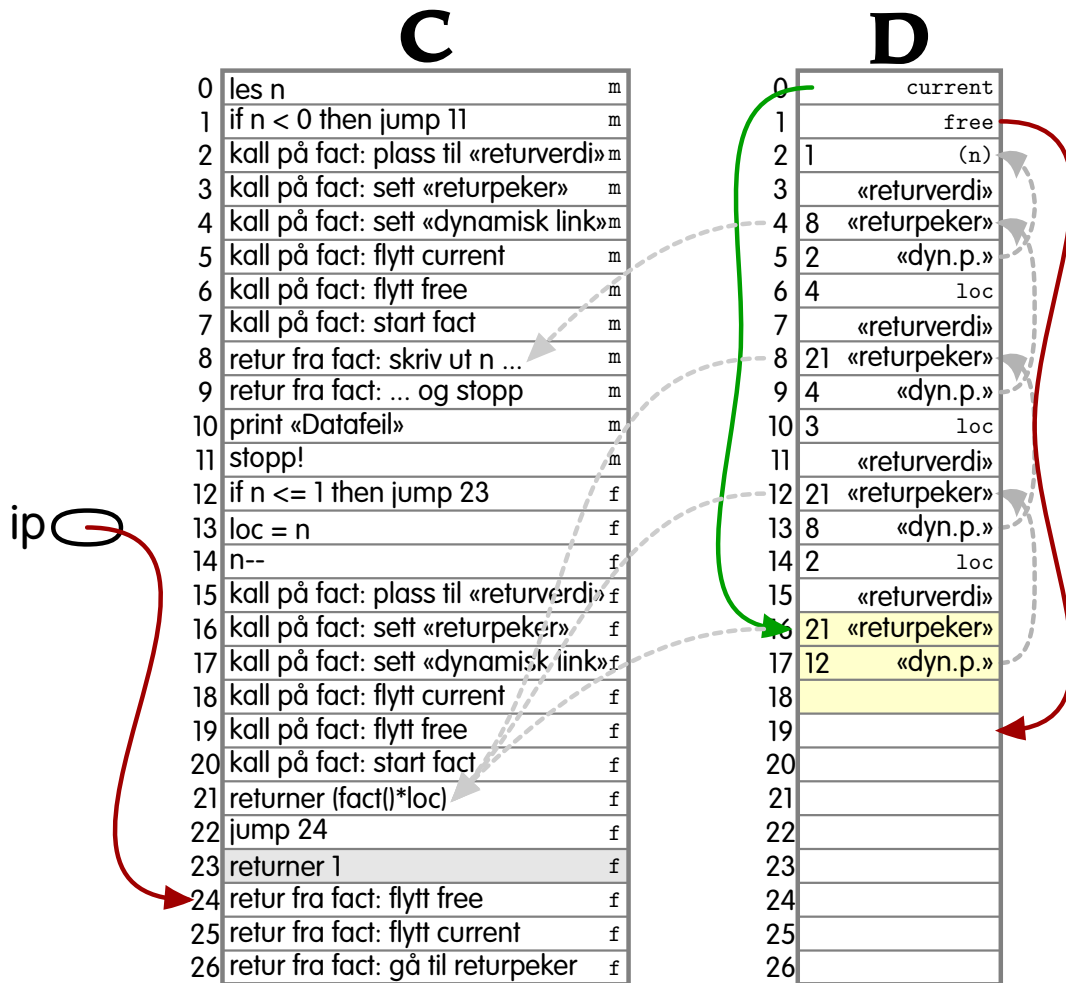 C
0 les n m
1 if n < 0 then jump 11 m
2 kall på fact: plass til «returverdi» m
3 kall på fact: sett «returpeker» m
4 kall på fact: sett «dynamisk link» m
5 kall på fact: flytt current m
6 kall på fact: flytt free m
7 kall på fact: start fact m
8 retur fra fact: skriv ut n ... m
9 retur fra fact: ... og stopp m
10 print «Datafeil» m
11 stopp! m
12 if n <= 1 then jump 23 f
13 loc = n f
14 n-- f
15 kall på fact: plass til «returverdi» f
16 kall på fact: sett «returpeker» f
17 kall på fact: sett «dynamisk link» f
18 kall på fact: flytt current f
19 kall på fact: flytt free f
20 kall på fact: start fact f
21 returner (fact()*loc) f
22 jump 24 f
23 returner 1 f
24 retur fra fact: flytt free f
25 retur fra fact: flytt current f
26 retur fra fact: gå til returpeker f
ip
D
0 current
1 free
2 1 (n)
3 «returverdi»
4 8 «returpeker»
5 2 «dyn.p.»
6 4 loc
7 «returverdi»
8 21 «returpeker»
9 4 «dyn.p.»
10 3 loc
11 «returverdi»
12 21 «returpeker»
13 8 «dyn.p.»
14 2 loc
15 «returverdi»
16 21 «returpeker»
17 12 «dyn.p.»
18
19
20
21
22
23
24
25
26